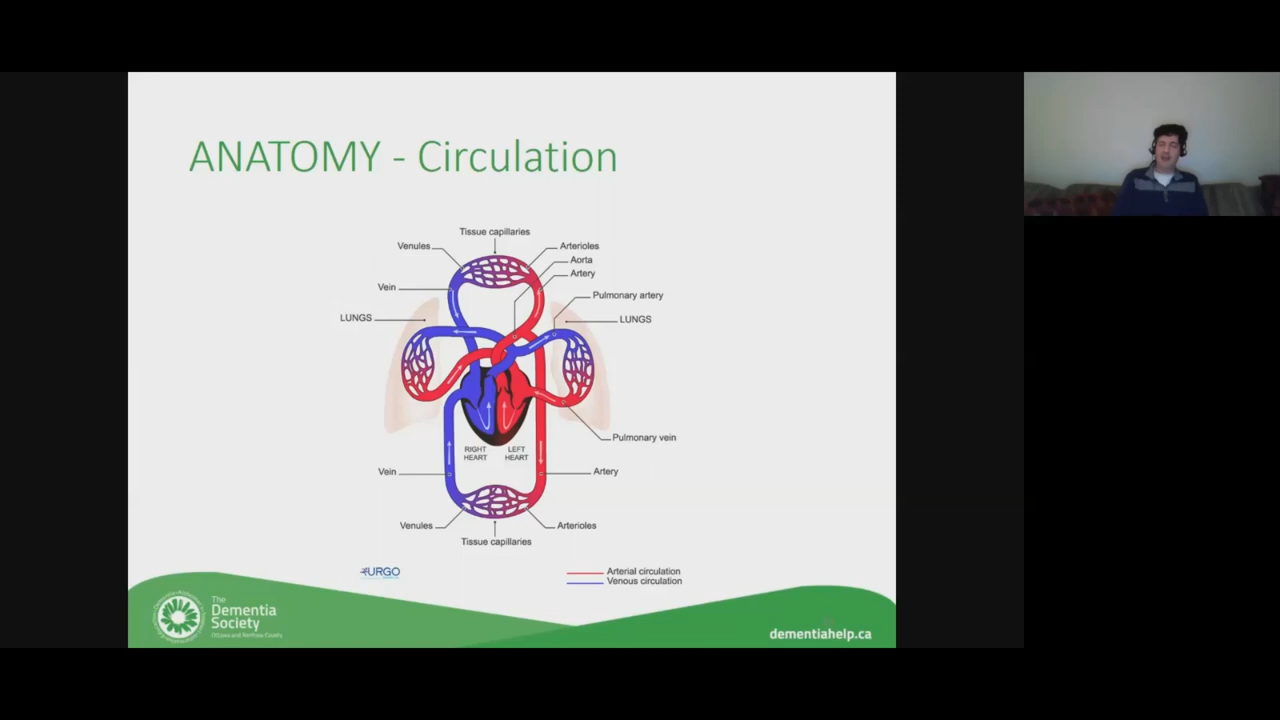 ANATOMY - Circulation
Tissue capillaries
Venules
Arterioles
Aorta
Artery
Vein
Pulmonary artery
LUNGS
LUNGS
RIGHT
HEART
LEFT
HEART
Pulmonary vein
Vein
Artery
Venules
Arterioles
Tissue capillaries
URGO
Arterial circulation
Venous circulation
The
Dementia
Society
Ottawa and Renfrew County
dementiahelp.ca